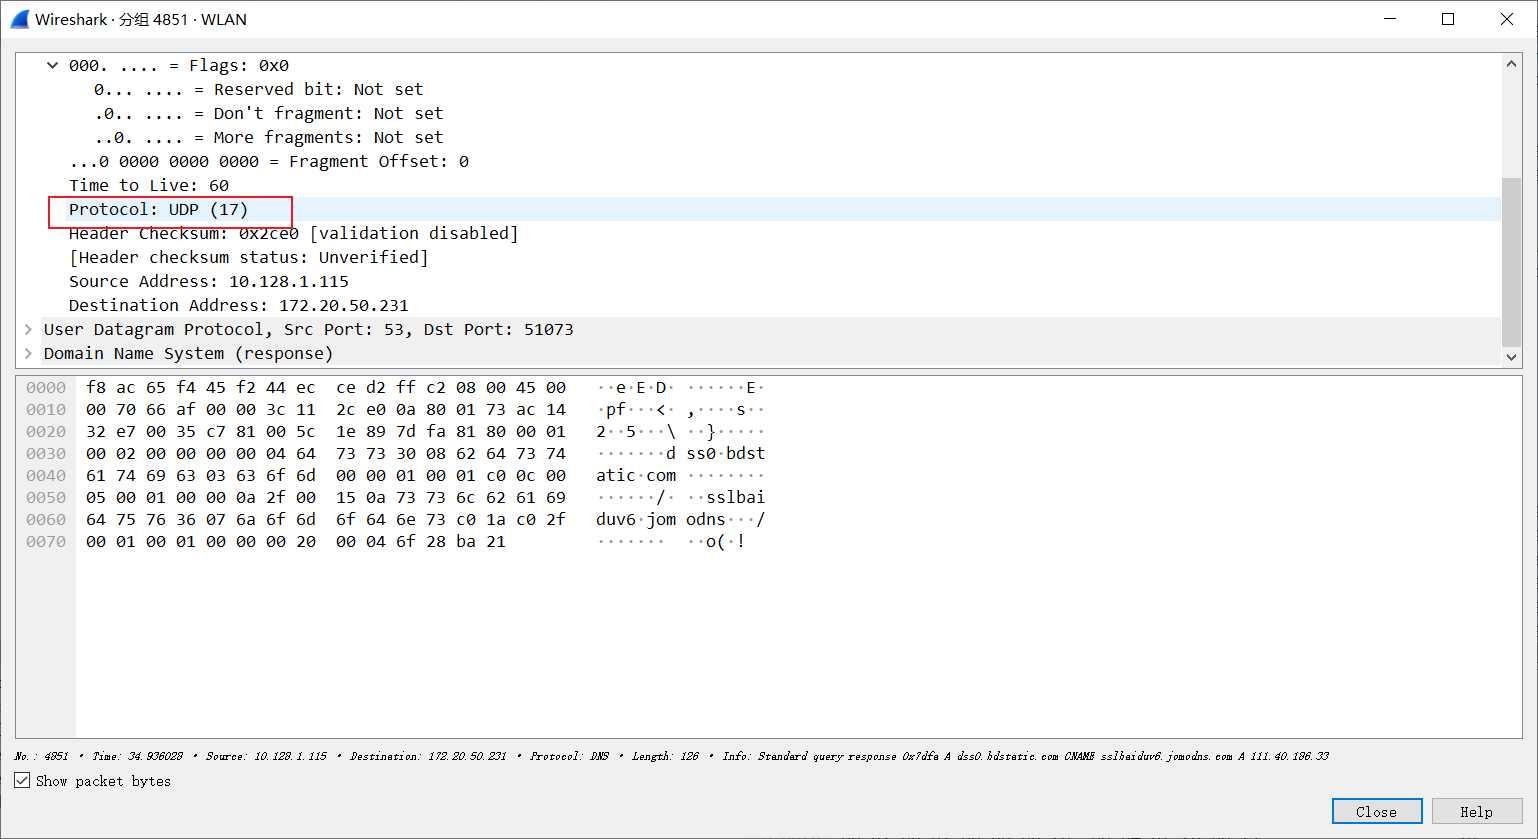 Wireshark · 分组 4851 · WLAN
000. .... = Flags: 0x0
0... .... = Reserved bit: Not set
.0.. .... = Don't fragment: Not set
..0. .... = More fragments: Not set
...0 0000 0000 0000 = Fragment Offset: 0
Time to Live: 60
Protocol: UDP (17)
Header Checksum: 0x2ce0 [validation disabled]
[Header checksum status: Unverified]
Source Address: 10.128.1.115
Destination Address: 172.20.50.231
User Datagram Protocol, Src Port: 53, Dst Port: 51073
Domain Name System (response)
0000 f8 ac 65 f4 45 f2 44 ec ce d2 ff c2 08 00 45 00 ··e·E·D· ······E·
0010 00 70 66 af 00 00 3c 11 2c e0 0a 80 01 73 ac 14 ·pf···<· ,····s··
0020 32 e7 00 35 c7 81 00 5c 1e 89 7d fa 81 80 00 01 2··5···\ ··}·····
0030 00 02 00 00 00 00 04 64 73 73 30 08 62 64 73 74 ·······d ss0·bdst
0040 61 74 69 63 03 63 6f 6d 00 00 01 00 01 c0 0c 00 atic·com ········
0050 05 00 01 00 00 0a 2f 00 15 0a 73 73 6c 62 61 69 ······/· ··sslbai
0060 64 75 76 36 07 6a 6f 6d 6f 64 6e 73 c0 1a c0 2f duv6·jom odns···/
0070 00 01 00 01 00 00 00 20 00 04 6f 28 ba 21 ······· ··o(·!
No.: 4851 · Time: 34.936028 · Source: 10.128.1.115 · Destination: 172.20.50.231 · Protocol: DNS · Length: 126 · Info: Standard query response 0x7dfa A dss0.bdstatic.com CNAME sslbaiduv6.jomodns.com A 111.40.186.33
Show packet bytes
Close
Help